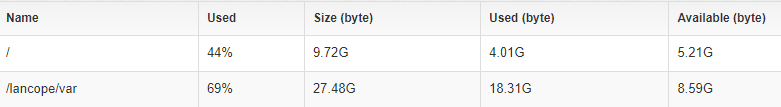 Name Used Size (byte) Used (byte) Available (byte)
/ 44% 9.72G 4.01G 5.21G
/lancope/var 69% 27.48G 18.31G 8.59G